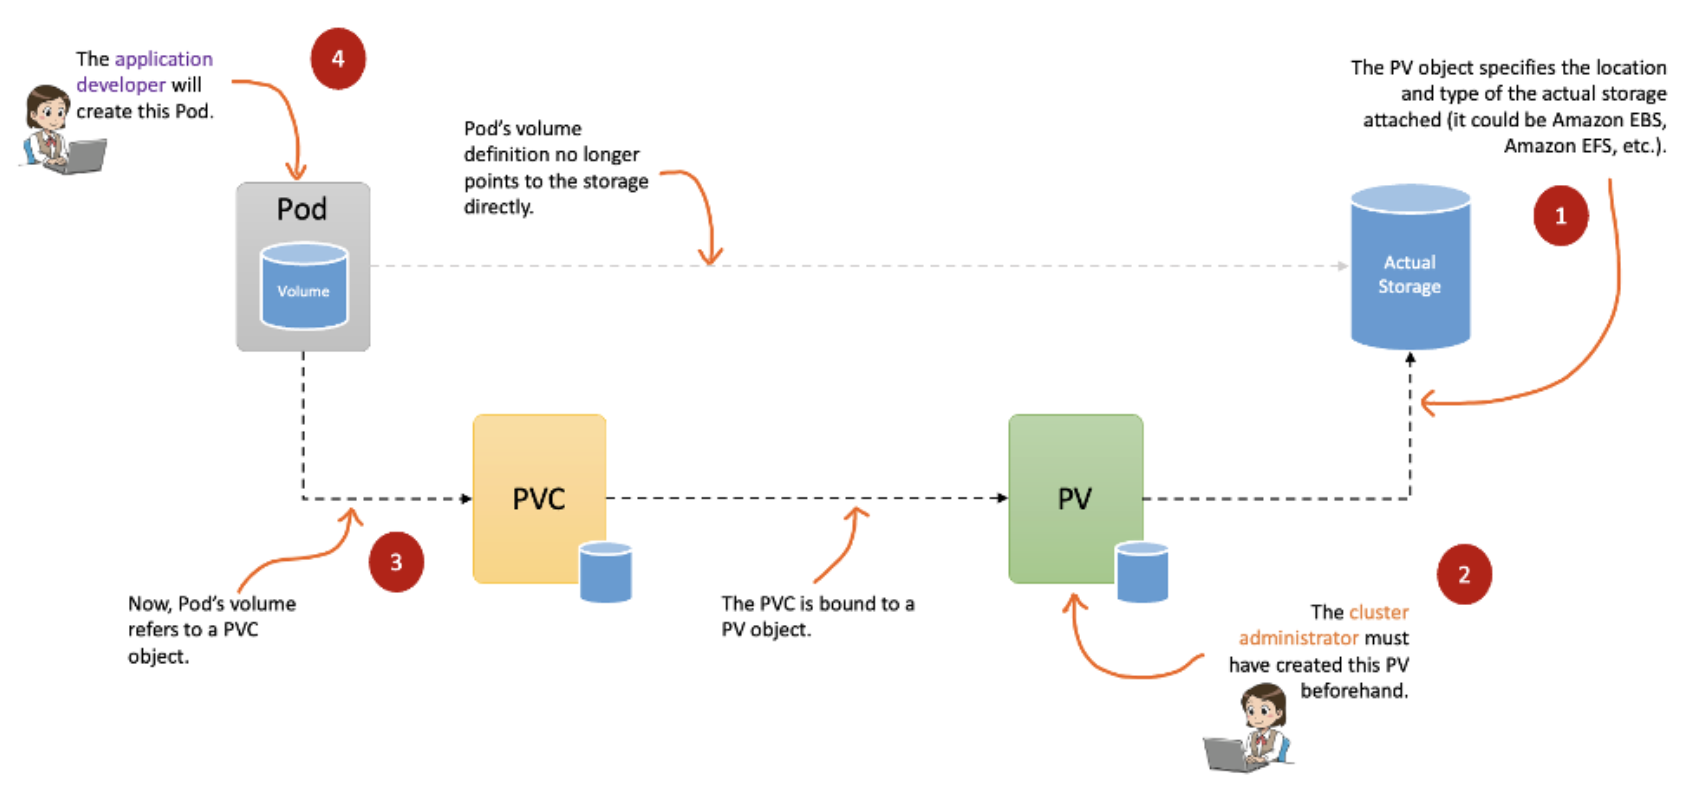 The application
developer will
create this Pod.
4
Pod's volume
definition no longer
points to the storage
directly.
The PV object specifies the location
and type of the actual storage
attached (it could be Amazon EBS,
Amazon EFS, etc.).
1
Pod
Volume
Actual
Storage
PVC
PV
3
Now, Pod's volume
refers to a PVC
object.
The PVC is bound to a
PV object.
2
The cluster
administrator must
have created this PV
beforehand.